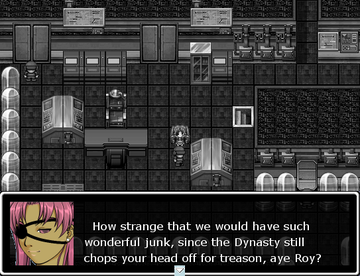 How strange that we would have such
wonderful junk, since the Dynasty still
chops your head off for treason, aye Roy?